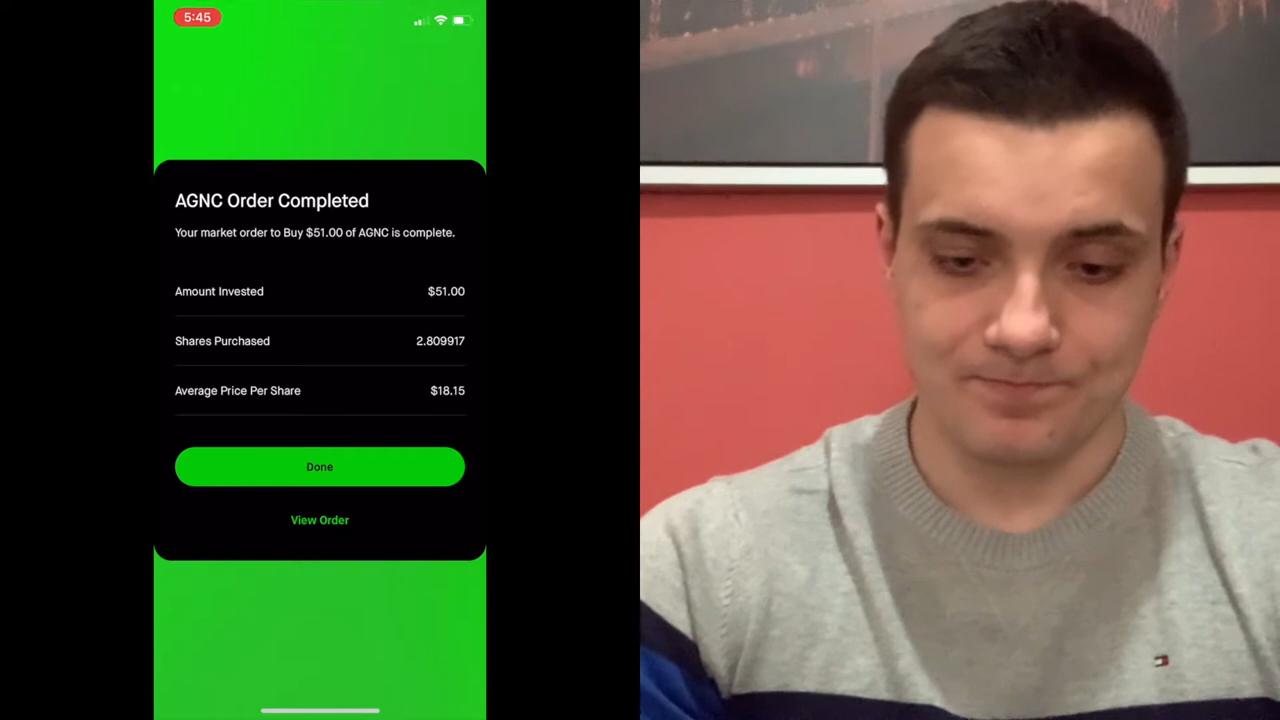 5:45
AGNC Order Completed
Your market order to Buy $51.00 of AGNC is complete.
Amount Invested $51.00
Shares Purchased 2.809917
Average Price Per Share $18.15
Done
View Order